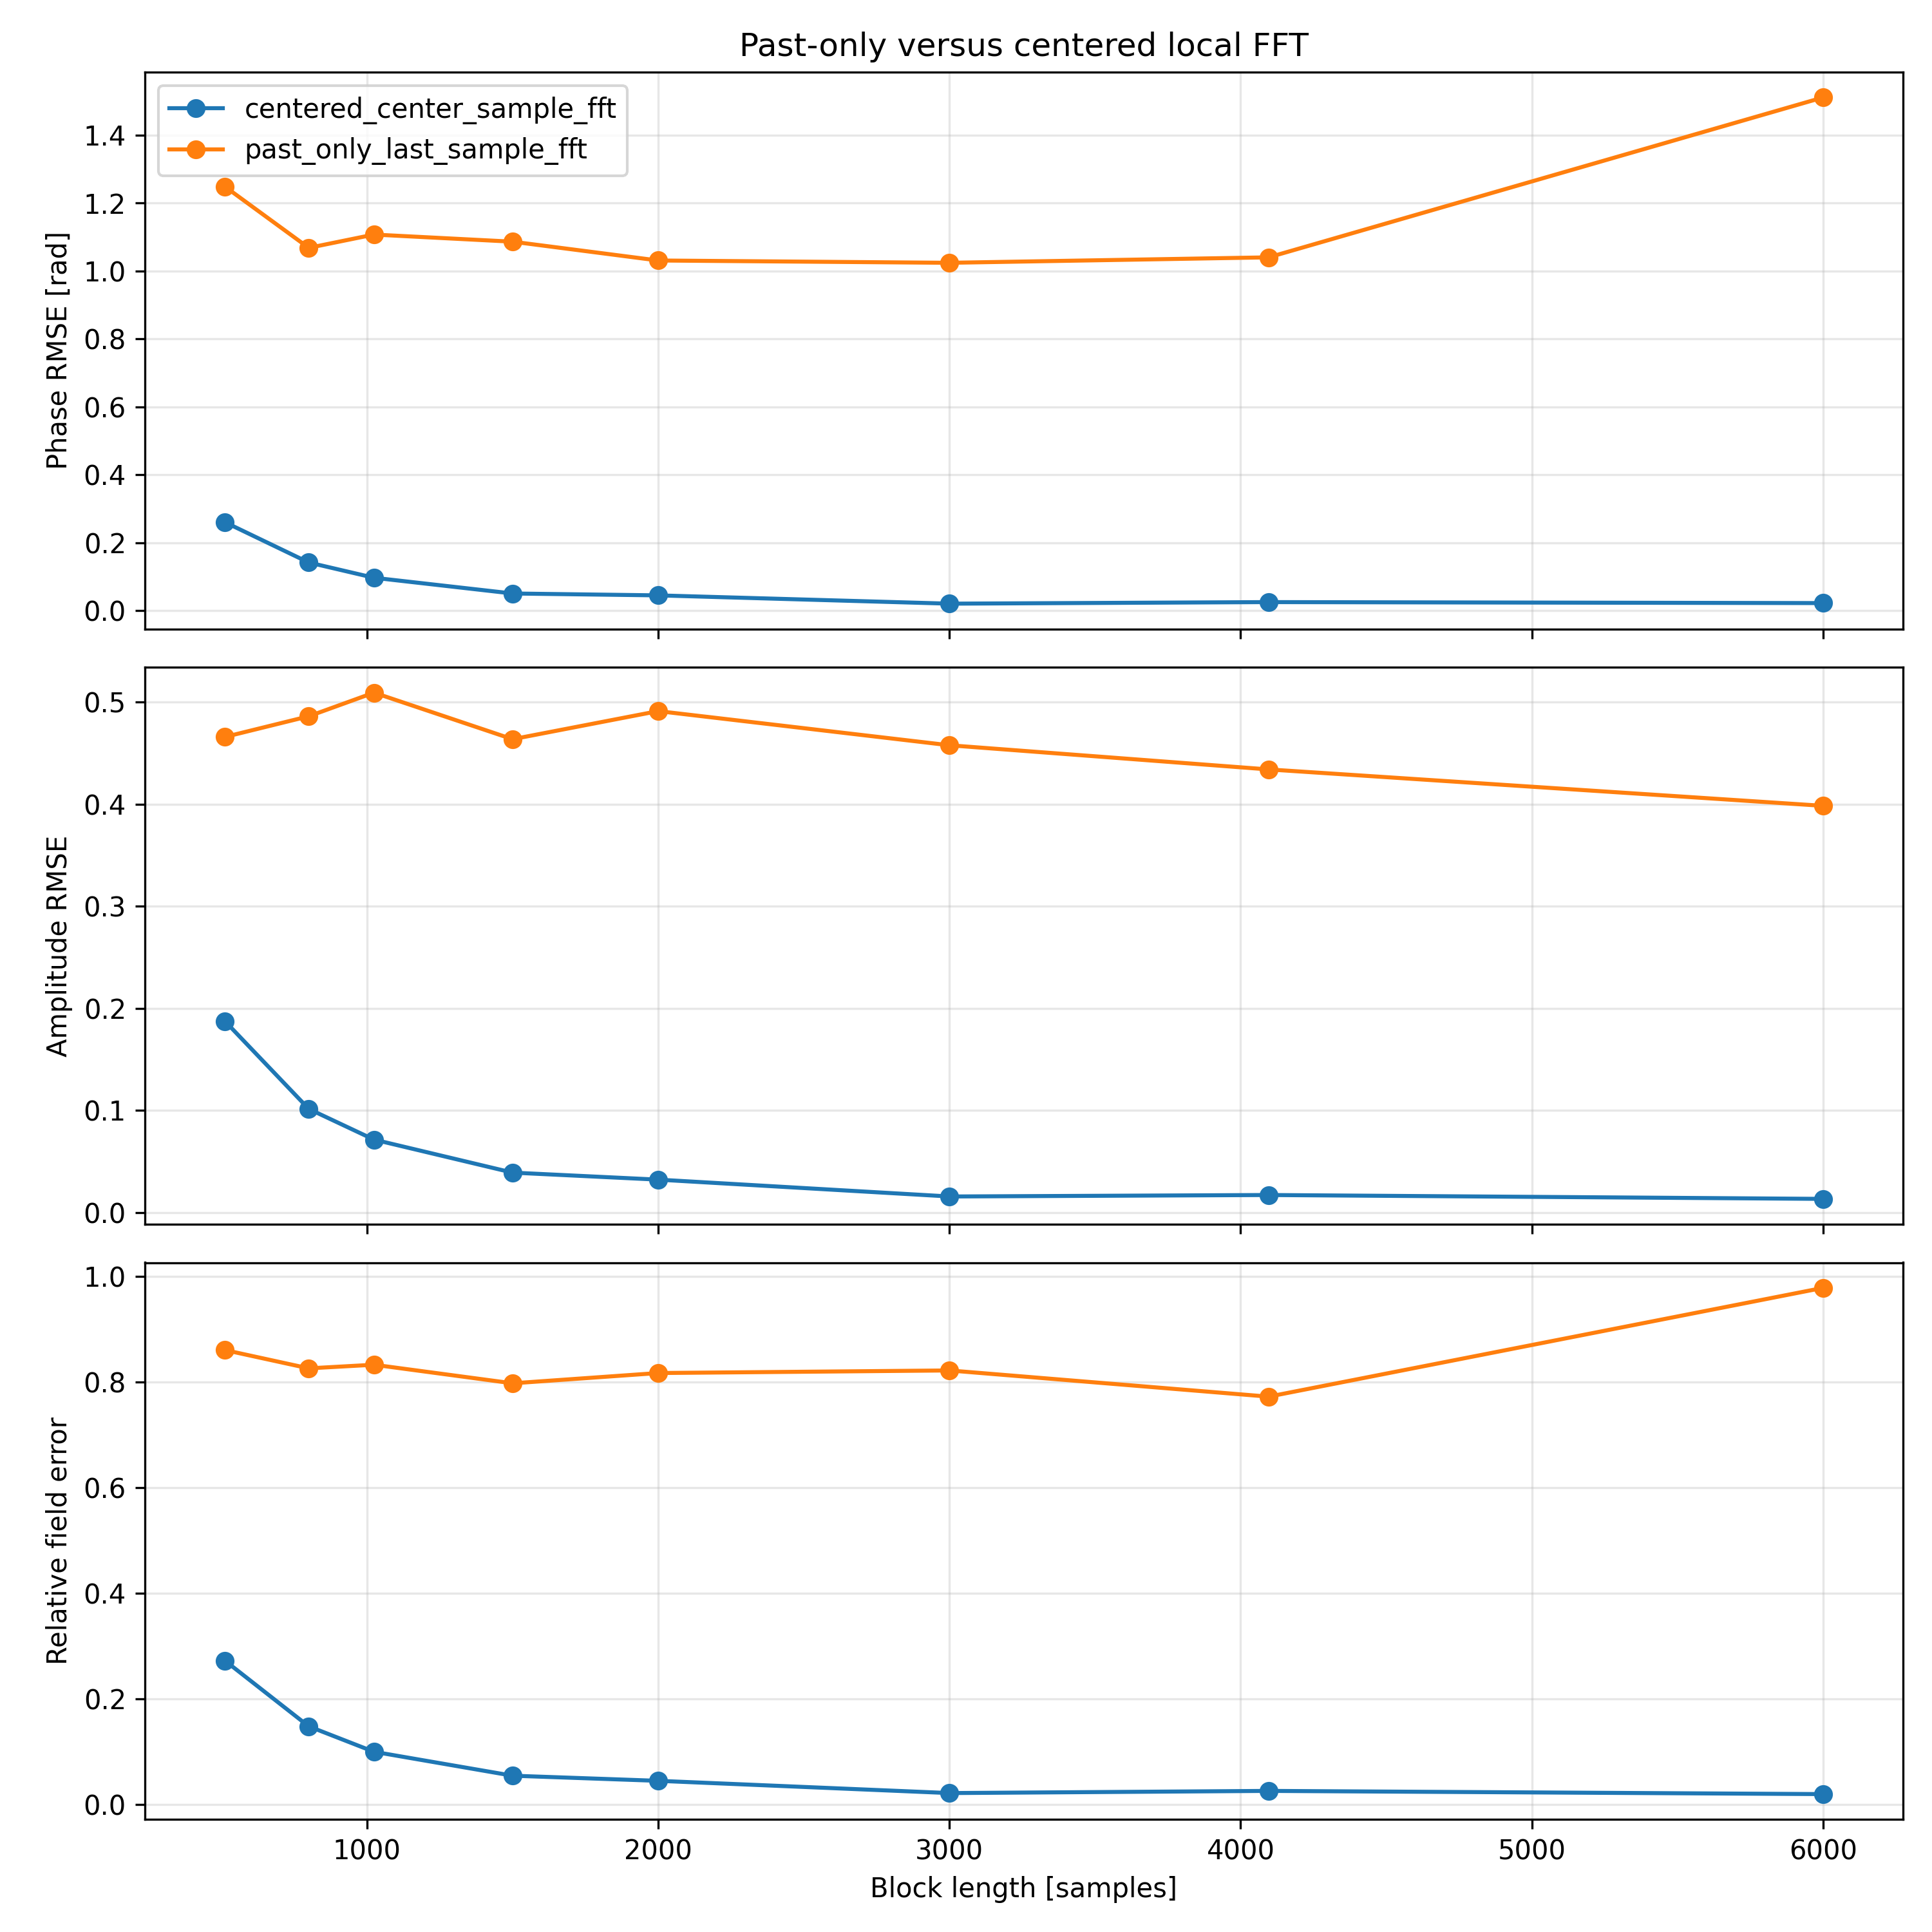 Past-only versus centered local FFT
centered_center_sample_fft
past_only_last_sample_fft
Phase RMSE [rad]
1.4
1.2
1.0
0.8
0.6
0.4
0.2
0.0
Amplitude RMSE
0.5
0.4
0.3
0.2
0.1
0.0
Relative field error
1.0
0.8
0.6
0.4
0.2
0.0
1000 2000 3000 4000 5000 6000
Block length [samples]